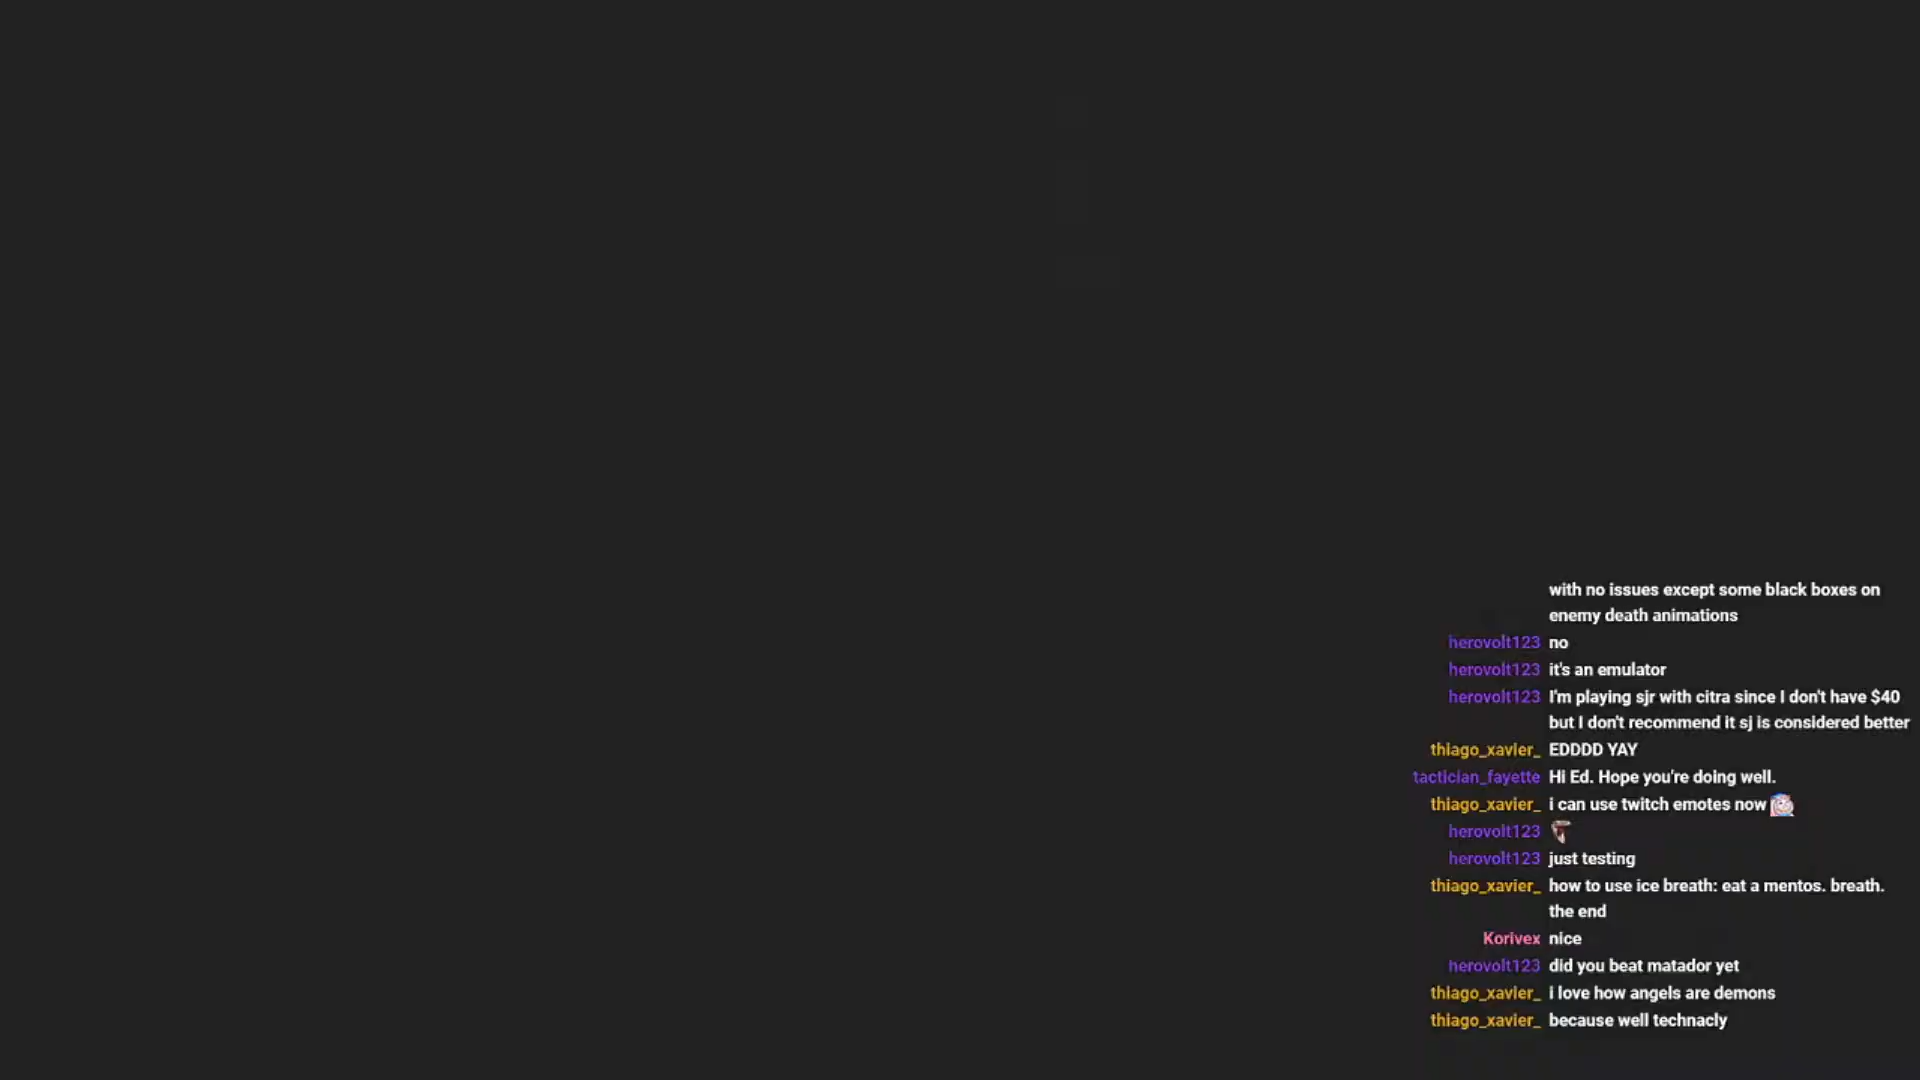 with no issues except some black boxes on
enemy death animations
herovolt123 no
herovolt123 it's an emulator
herovolt123 I'm playing sjr with citra since I don't have $40
but I don't recommend it sj is considered better
thiago_xavier_ EDDDD YAY
tactician_fayette Hi Ed. Hope you're doing well.
thiago_xavier_ i can use twitch emotes now
herovolt123
herovolt123 just testing
thiago_xavier_ how to use ice breath: eat a mentos. breath.
the end
Korivex nice
herovolt123 did you beat matador yet
thiago_xavier_ i love how angels are demons
thiago_xavier_ because well technacly